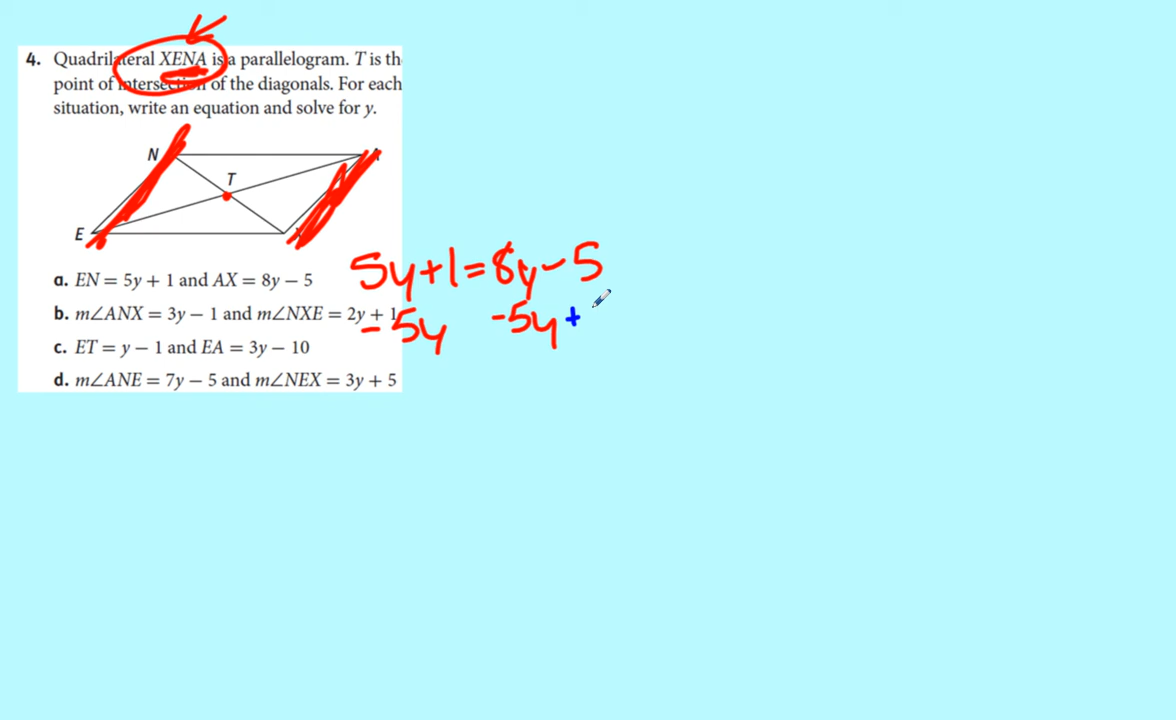 4. Quadrilateral XENA is a parallelogram. T is th
point of intersection of the diagonals. For each
situation, write an equation and solve for y.
N
T
E
a. EN = 5y + 1 and AX = 8y − 5
5y+1=8y-5
b. m∠ANX = 3y − 1 and m∠NXE = 2y + 1
-5y -5y+
c. ET = y − 1 and EA = 3y − 10
d. m∠ANE = 7y − 5 and m∠NEX = 3y + 5